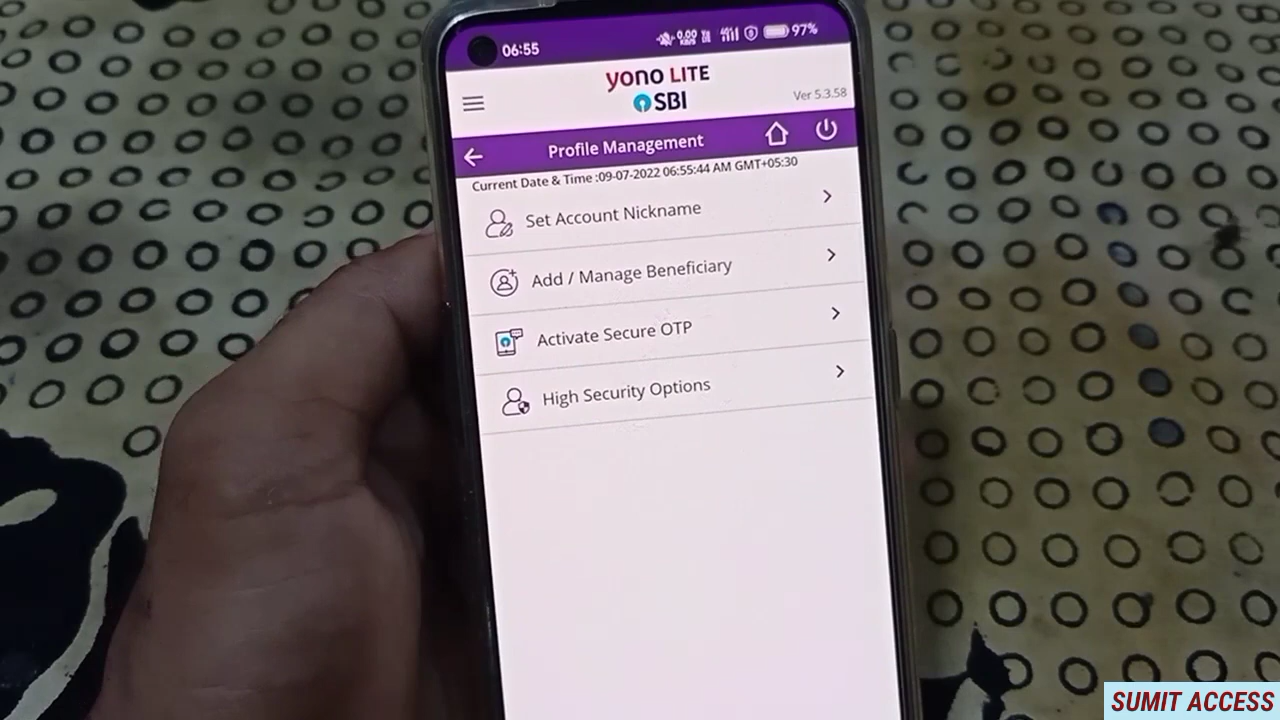 06:55
0.00
97%
yono LITE
SBI
Ver 5.3.58
Profile Management
Current Date & Time :09-07-2022 06:55:44 AM GMT+05:30
Set Account Nickname
Add / Manage Beneficiary
Activate Secure OTP
High Security Options
SUMIT ACCESS